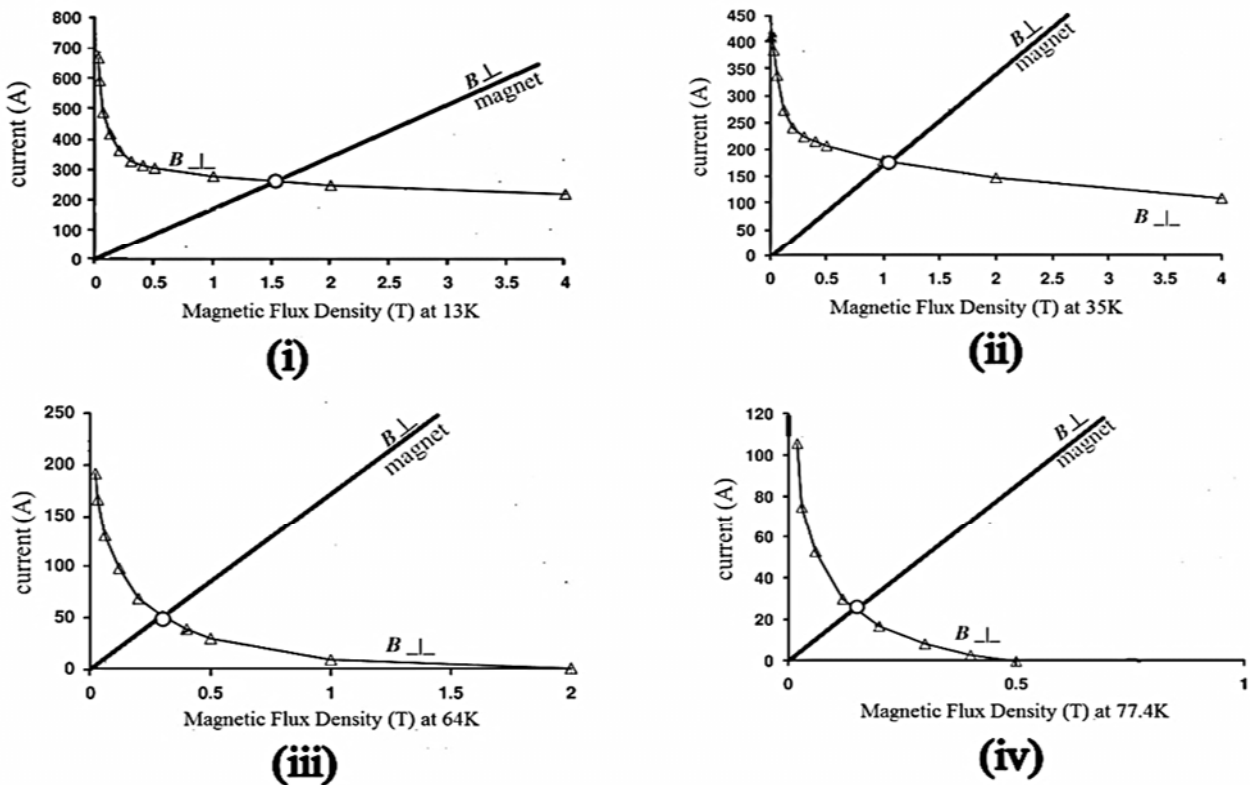 800
700
600
500
400
300
200
100
0
current (A)
B⊥
magnet
B ⊥
0 0.5 1 1.5 2 2.5 3 3.5 4
Magnetic Flux Density (T) at 13K
(i)
450
400
350
300
250
200
150
100
50
0
current (A)
B⊥
magnet
B ⊥
0 0.5 1 1.5 2 2.5 3 3.5 4
Magnetic Flux Density (T) at 35K
(ii)
250
200
150
100
50
0
current (A)
B⊥
magnet
B ⊥
0 0.5 1 1.5 2
Magnetic Flux Density (T) at 64K
(iii)
120
100
80
60
40
20
0
current (A)
B⊥
magnet
B ⊥
0 0.5 1
Magnetic Flux Density (T) at 77.4K
(iv)